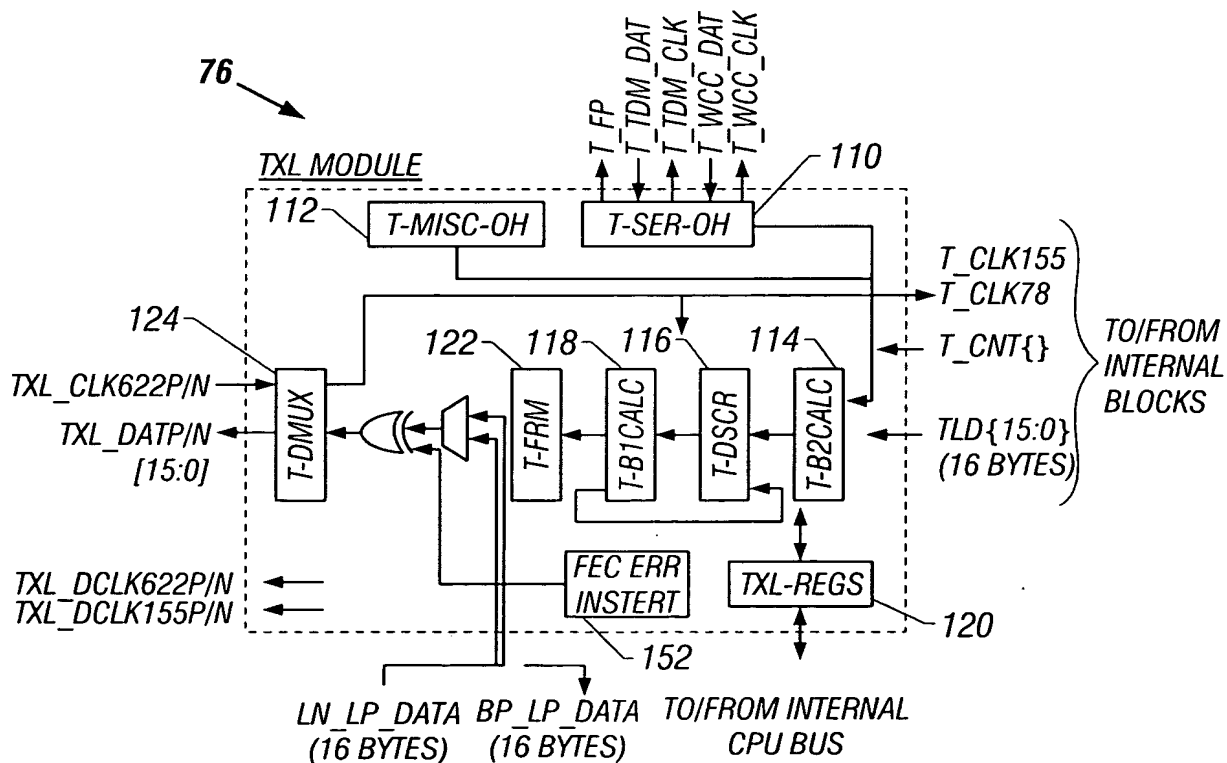 76
T_FP
T_TDM_DAT
T_TDM_CLK
T_WCC_DAT
T_WCC_CLK
TXL MODULE
110
112
T-MISC-OH
T-SER-OH
T_CLK155
T_CLK78
124
122
118
116
114
T_CNT{}
TO/FROM
INTERNAL
BLOCKS
TXL_CLK622P/N
TXL_DATP/N
[15:0]
T-DMUX
T-FRM
T-B1CALC
T-DSCR
T-B2CALC
TLD{15:0}
(16 BYTES)
TXL_DCLK622P/N
TXL_DCLK155P/N
FEC ERR
INSTERT
TXL-REGS
152
120
LN_LP_DATA
(16 BYTES)
BP_LP_DATA
(16 BYTES)
TO/FROM INTERNAL
CPU BUS